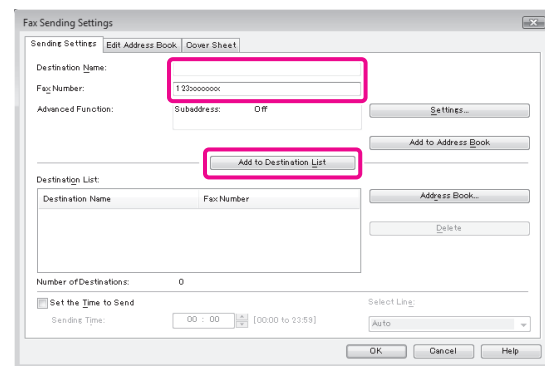 Fax Sending Settings
Sending Settings Edit Address Book Cover Sheet
Destination Name:
Fax Number: 123xxxxxxx
Advanced Function: Subaddress: Off Settings...
Add to Address Book
Add to Destination List
Destination List:
Destination Name Fax Number Address Book...
Delete
Number of Destinations: 0
Set the Time to Send Select Line:
Sending Time: 00 : 00 [00:00 to 23:59] Auto
OK Cancel Help